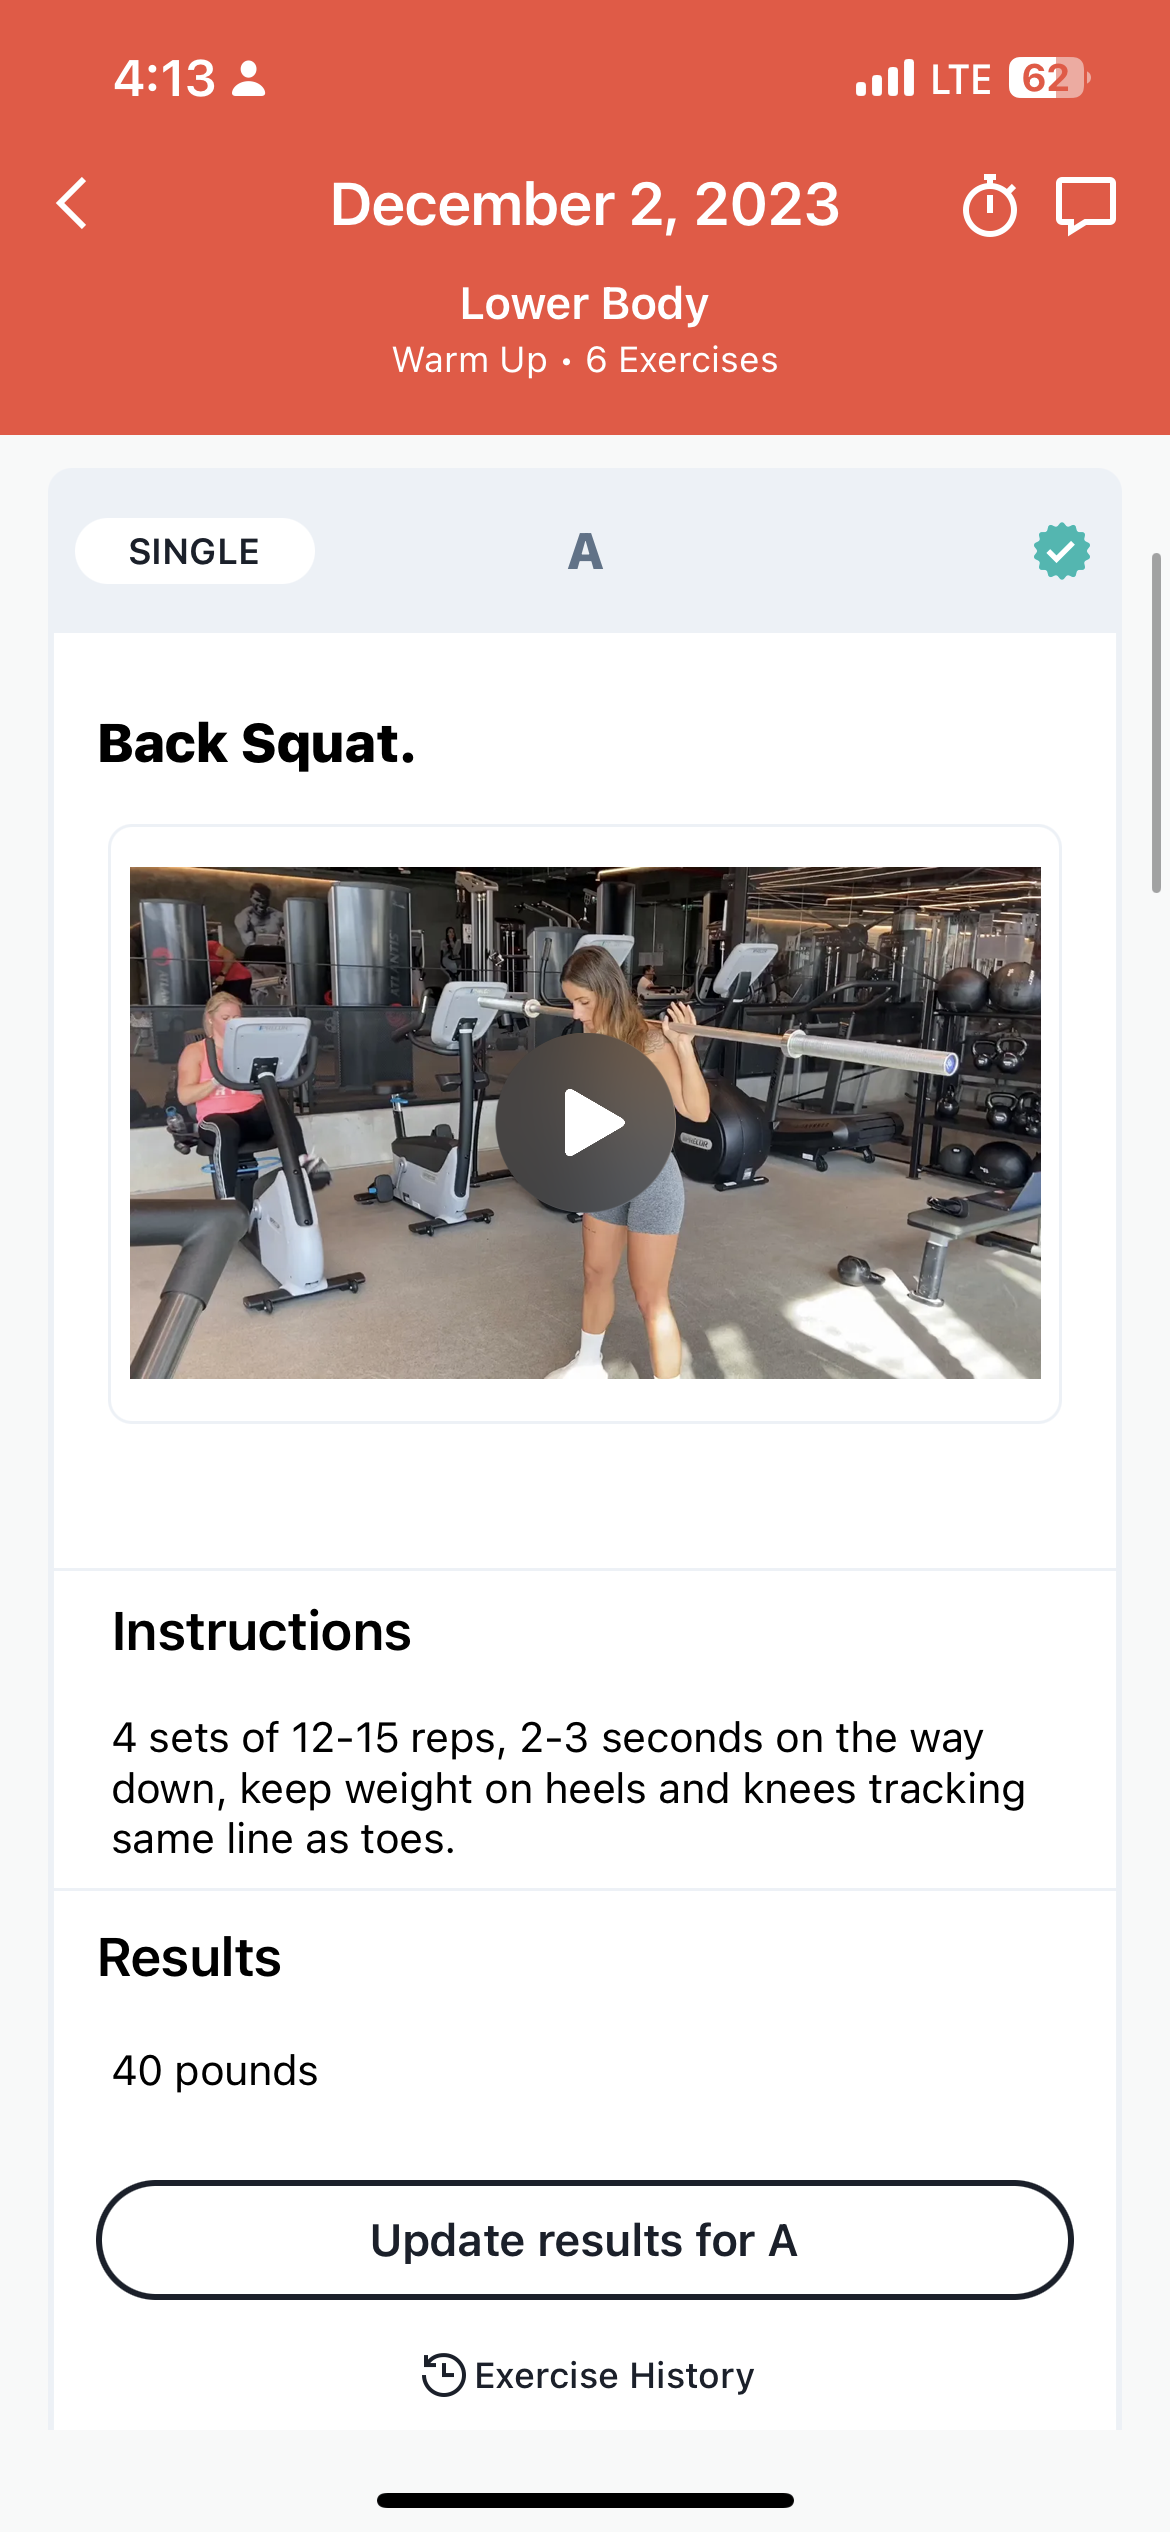 4:13
LTE 62
December 2, 2023
Lower Body
Warm Up • 6 Exercises
SINGLE
A
Back Squat.
Instructions
4 sets of 12-15 reps, 2-3 seconds on the way
down, keep weight on heels and knees tracking
same line as toes.
Results
40 pounds
Update results for A
Exercise History